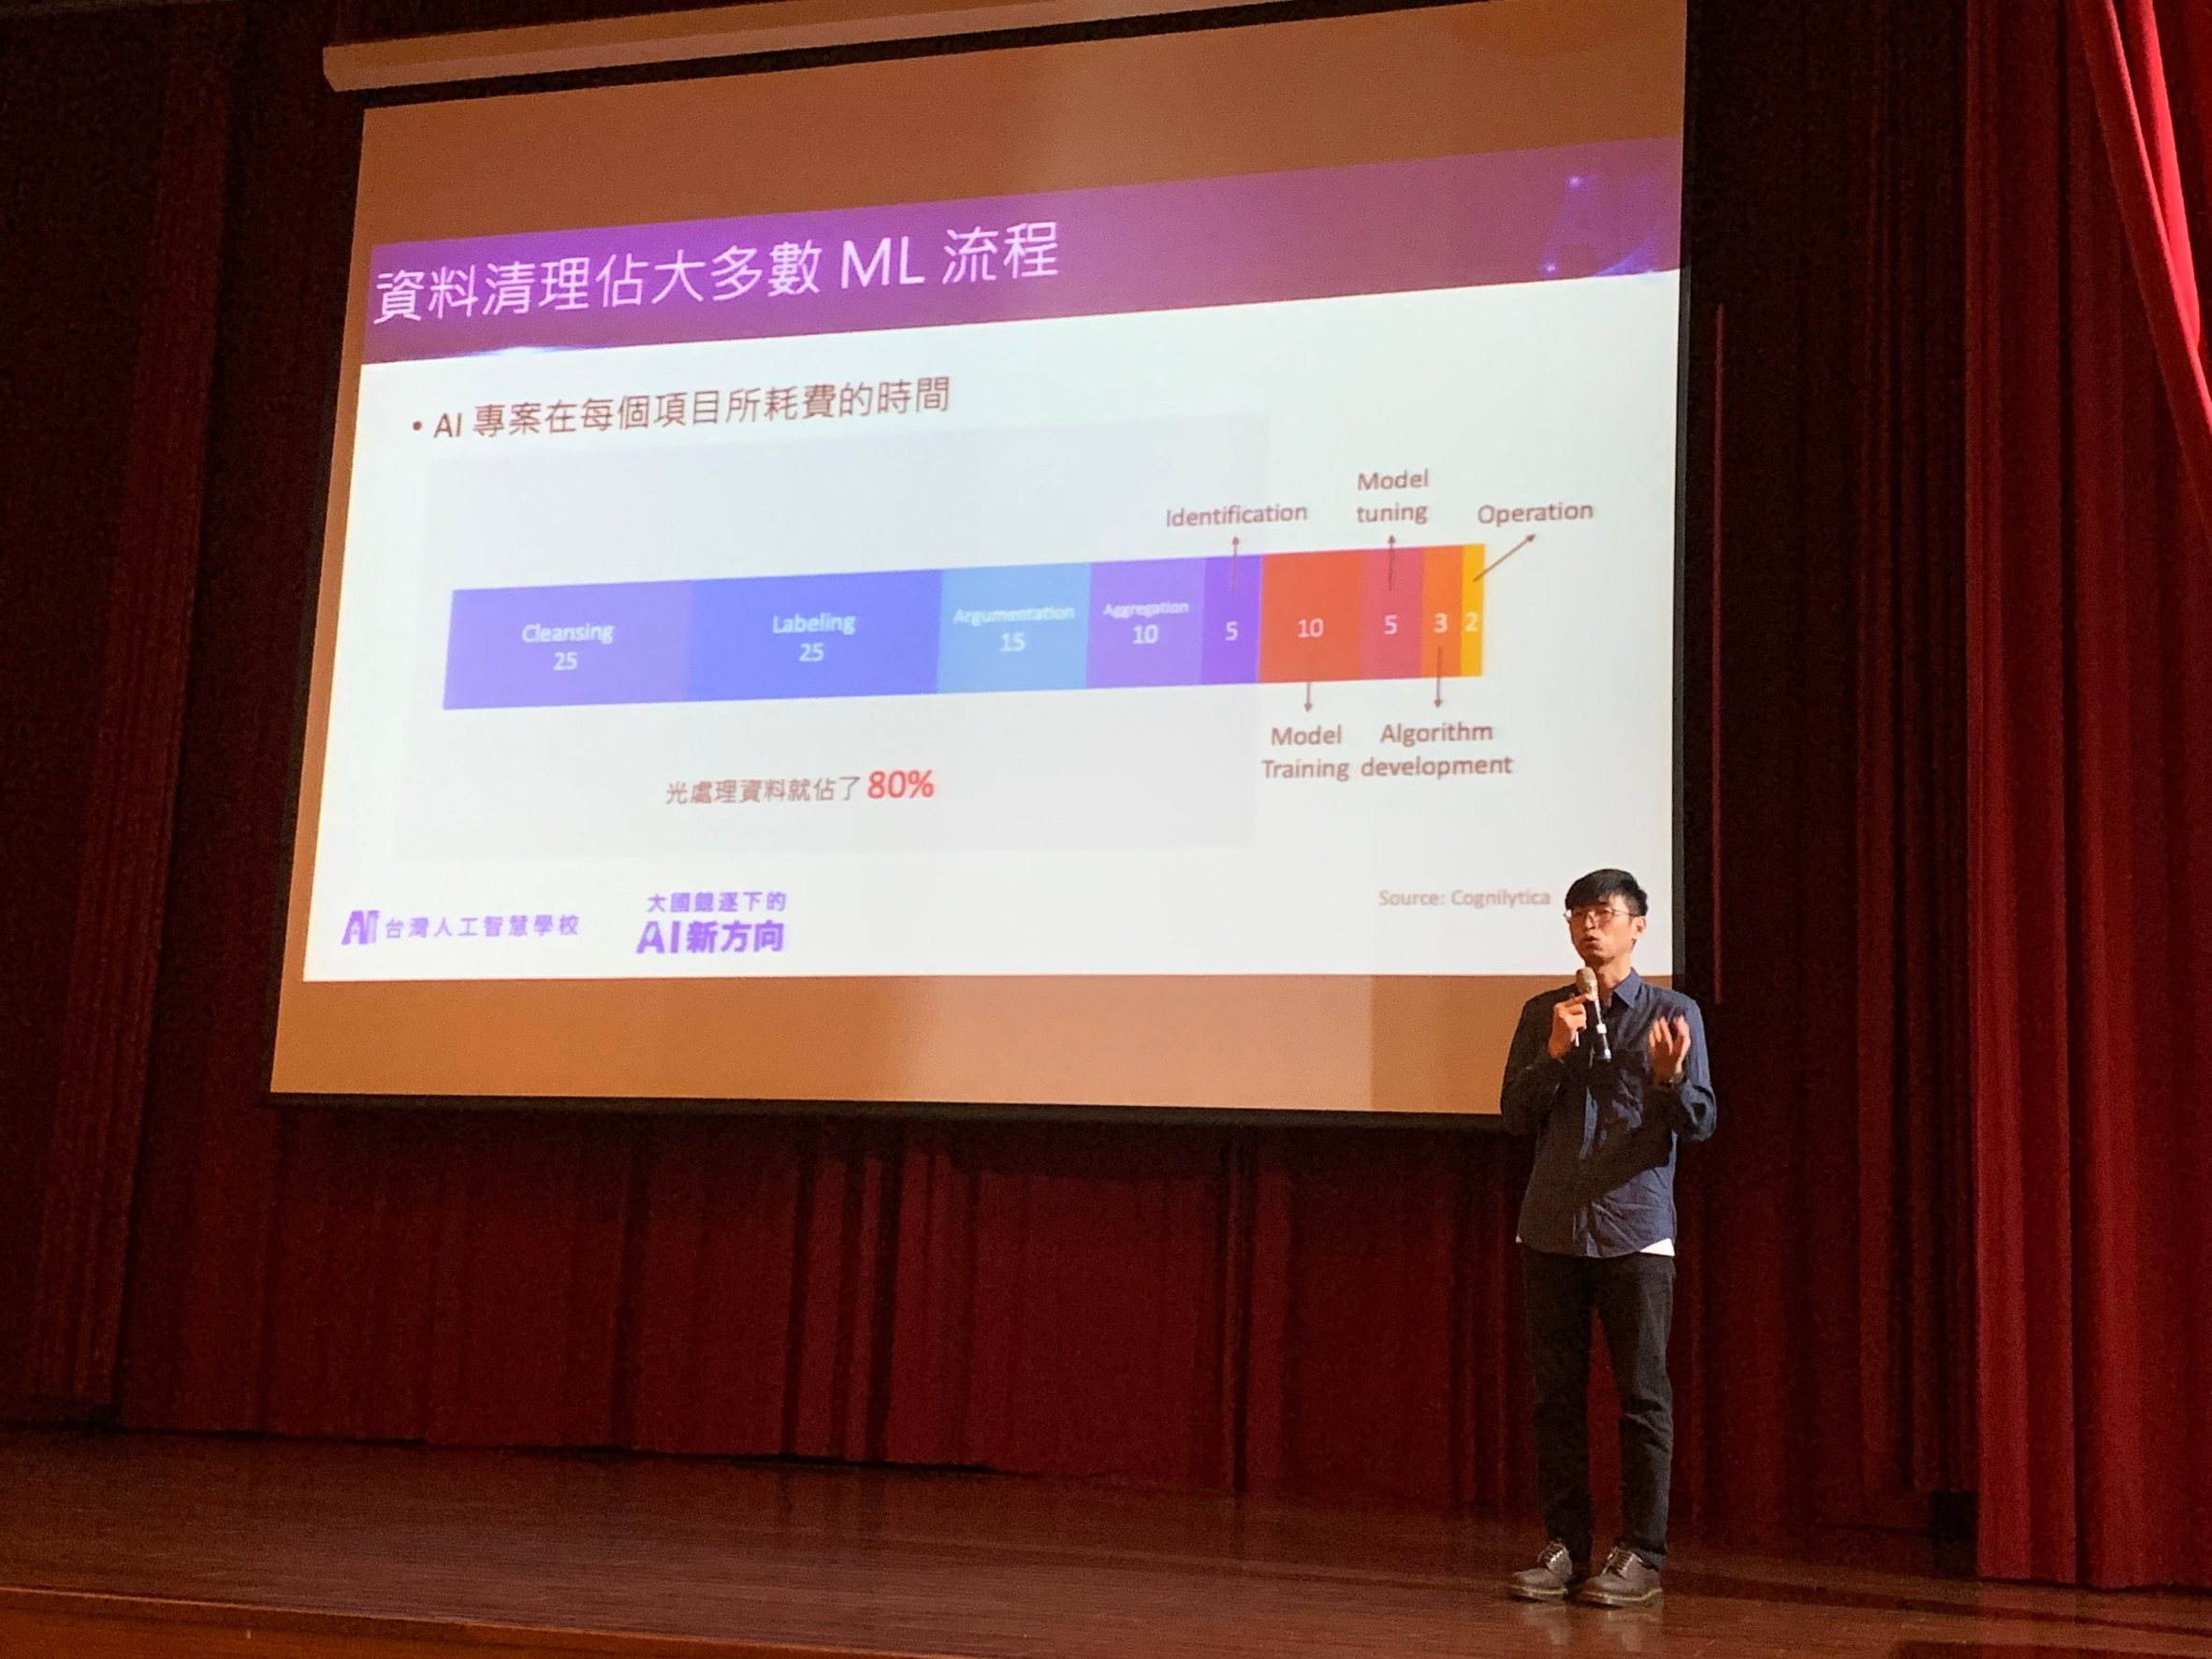 資料清理佔大多數 ML 流程
• AI 專案在每個項目所耗費的時間
Identification
Model
tuning
Operation
Cleansing
25
Labeling
25
Argumentation
15
Aggregation
10
5
10
5
3
2
Model
Training
Algorithm
development
光處理資料就佔了 80%
Source: Cognilytica
AI 台灣人工智慧學校
大國競逐下的
AI新方向